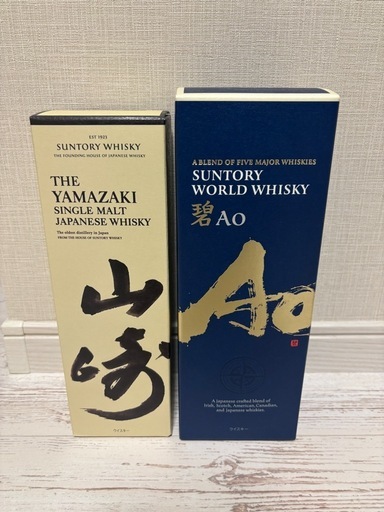 EST 1923
SUNTORY WHISKY
THE FOUNDING HOUSE OF JAPANESE WHISKY
THE
YAMAZAKI
SINGLE MALT
JAPANESE WHISKY
The oldest distillery in Japan
FROM THE HOUSE OF SUNTORY WHISKY
山崎
ウイスキー
A BLEND OF FIVE MAJOR WHISKIES
SUNTORY
WORLD WHISKY
碧 AO
Ao
A Japanese crafted blend of
Irish, Scotch, American, Canadian,
and Japanese whiskies.
ウイスキー